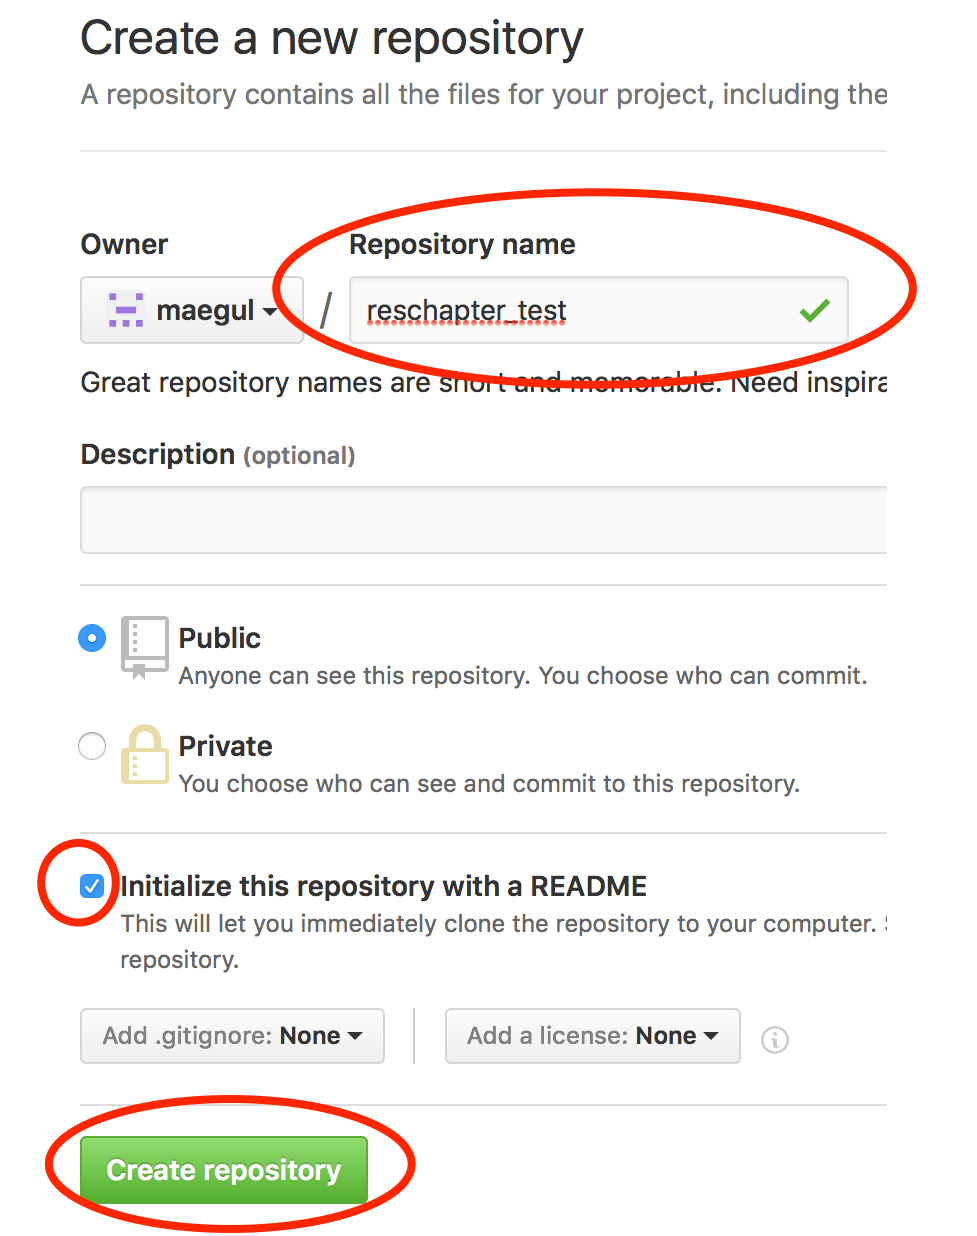 Create a new repository
A repository contains all the files for your project, including the
Owner
Repository name
maegul / reschapter_test
Great repository names are short and memorable. Need inspira
Description (optional)
Public
Anyone can see this repository. You choose who can commit.
Private
You choose who can see and commit to this repository.
Initialize this repository with a README
This will let you immediately clone the repository to your computer.
repository.
Add .gitignore: None
Add a license: None
Create repository